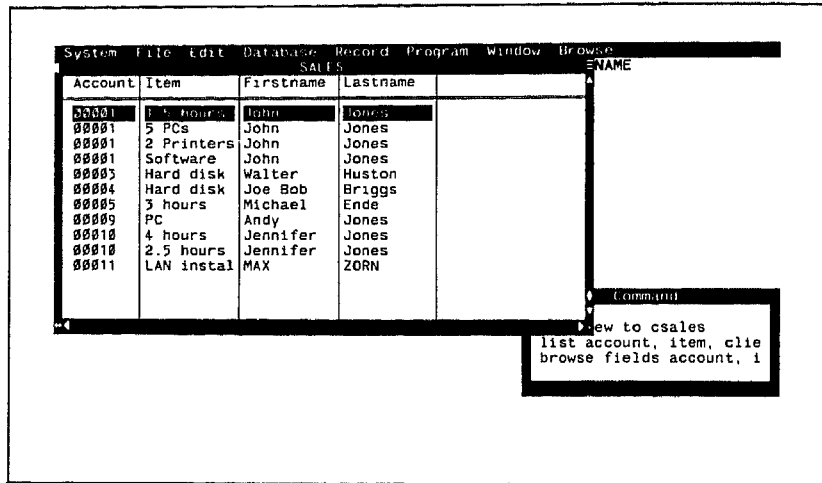 System File Edit Database Record Program Window Browse
SALES
NAME
Account Item Firstname Lastname
00001 3.5 hours John Jones
00001 5 PCs John Jones
00001 2 Printers John Jones
00001 Software John Jones
00003 Hard disk Walter Huston
00004 Hard disk Joe Bob Briggs
00005 3 hours Michael Ende
00009 PC Andy Jones
00010 4 hours Jennifer Jones
00010 2.5 hours Jennifer Jones
00011 LAN instal MAX ZORN
Command
ew to csales
list account, item, clie
browse fields account, i